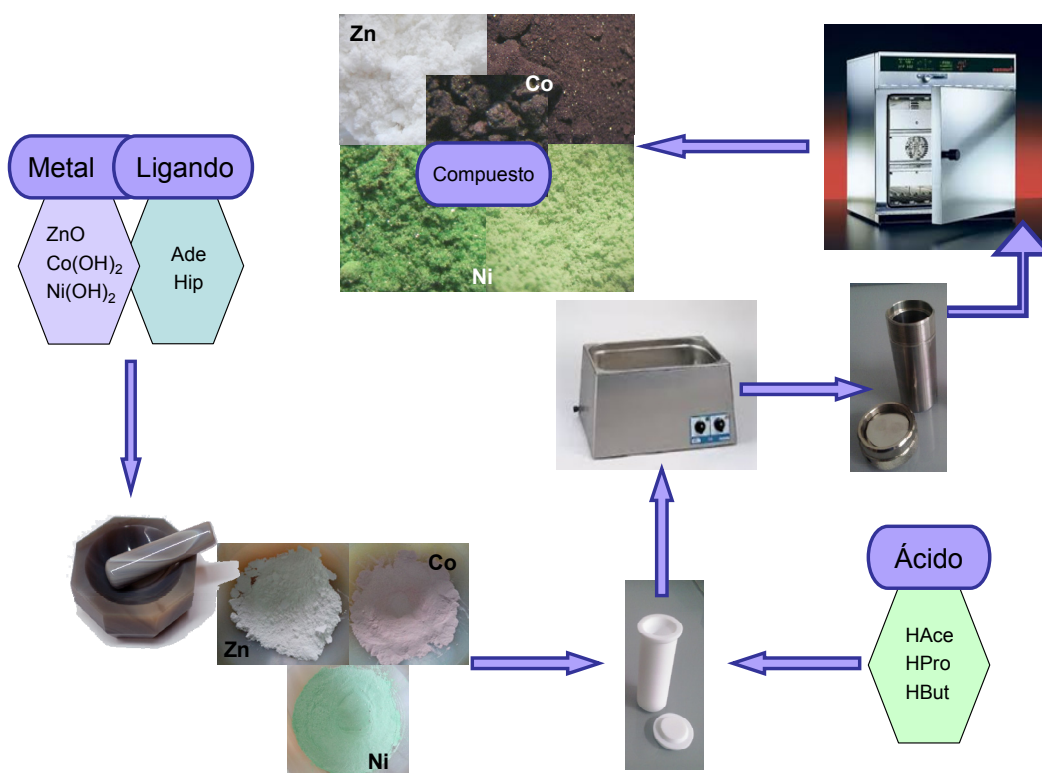 Zn
Co
Compuesto
Ni
Metal
Ligando
ZnO
Co(OH)₂
Ni(OH)₂
Ade
Hip
Zn
Co
Ni
Ácido
HAce
HPro
HBut